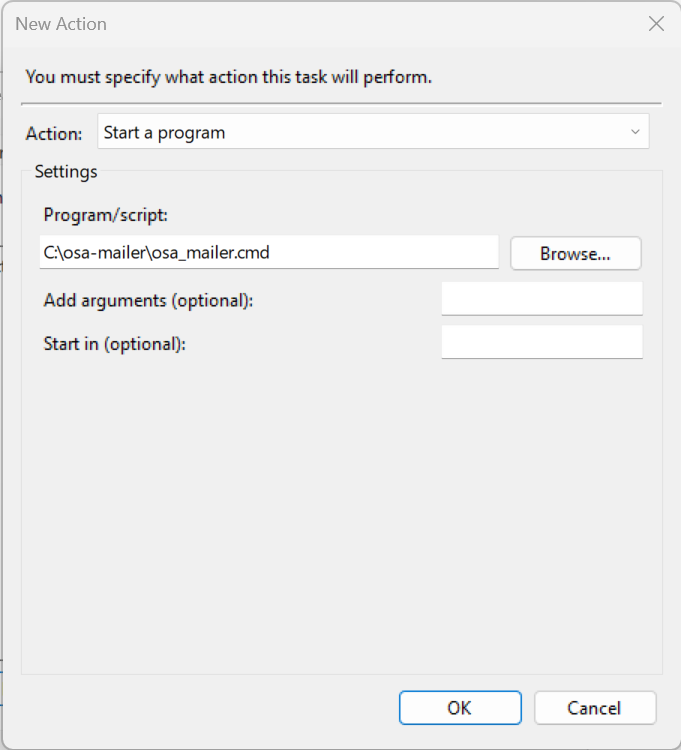 New Action
You must specify what action this task will perform.
Action: Start a program
Settings
Program/script:
C:\osa-mailer\osa_mailer.cmd Browse...
Add arguments (optional):
Start in (optional):
OK Cancel